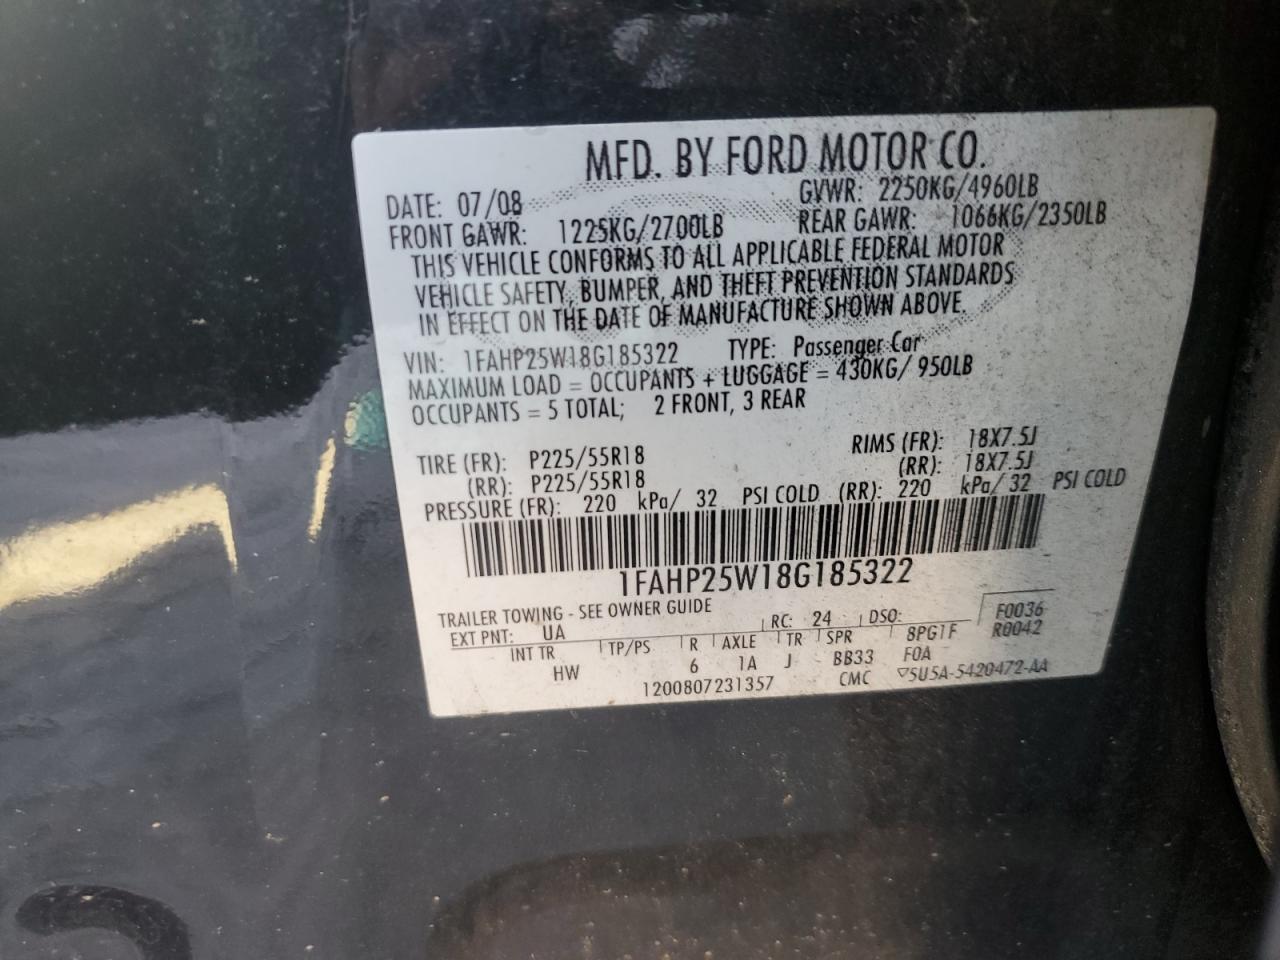 MFD. BY FORD MOTOR CO.
DATE: 07/08 GVWR: 2250KG/4960LB
FRONT GAWR: 1225KG/2700LB REAR GAWR: 1066KG/2350LB
THIS VEHICLE CONFORMS TO ALL APPLICABLE FEDERAL MOTOR
VEHICLE SAFETY, BUMPER, AND THEFT PREVENTION STANDARDS
IN EFFECT ON THE DATE OF MANUFACTURE SHOWN ABOVE.
VIN: 1FAHP25W18G185322 TYPE: Passenger Car
MAXIMUM LOAD = OCCUPANTS + LUGGAGE = 430KG/ 950LB
OCCUPANTS = 5 TOTAL; 2 FRONT, 3 REAR
TIRE (FR): P225/55R18 RIMS (FR): 18X7.5J
(RR): P225/55R18 (RR): 18X7.5J
PRESSURE (FR): 220 kPa/ 32 PSI COLD (RR): 220 kPa/ 32 PSI COLD
1FAHP25W18G185322
TRAILER TOWING - SEE OWNER GUIDE
EXT PNT: UA RC: 24 DSO: F0036
INT TR TP/PS R AXLE TR SPR 8PG1F R0042
HW 6 1A J BB33 F0A
1200807231357 CMC ▽5U5A-5420472-AA